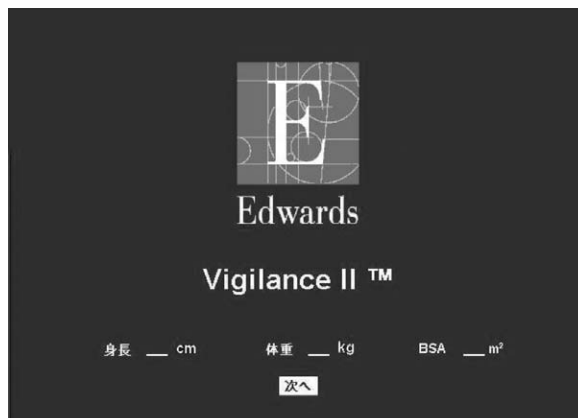 E
Edwards
Vigilance II ™
身長 __ cm 体重 __ kg BSA __ m²
次へ